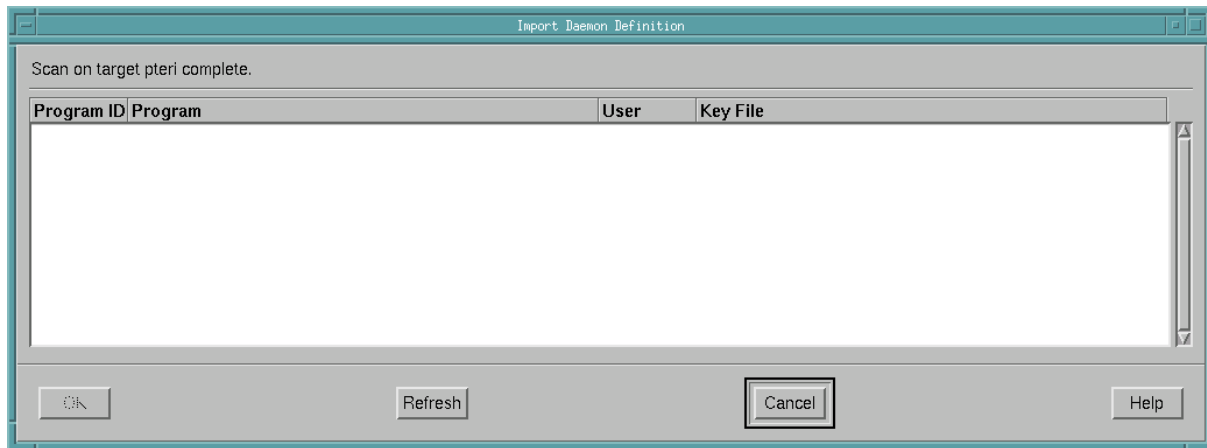 Import Daemon Definition
Scan on target pteri complete.
Program ID Program User Key File
OK Refresh Cancel Help